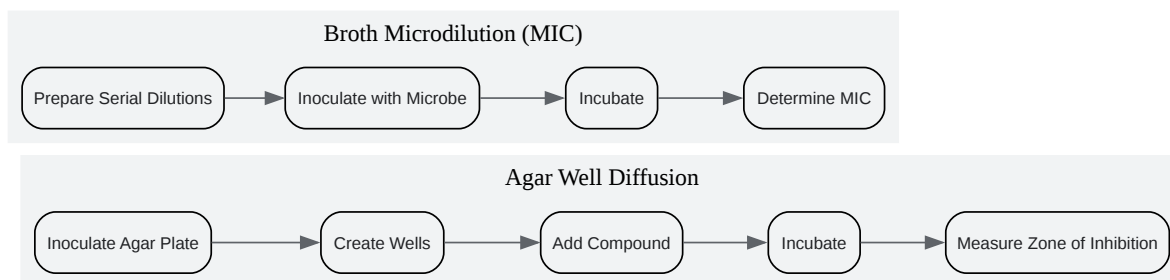 Broth Microdilution (MIC)
Prepare Serial Dilutions
Inoculate with Microbe
Incubate
Determine MIC
Agar Well Diffusion
Inoculate Agar Plate
Create Wells
Add Compound
Incubate
Measure Zone of Inhibition